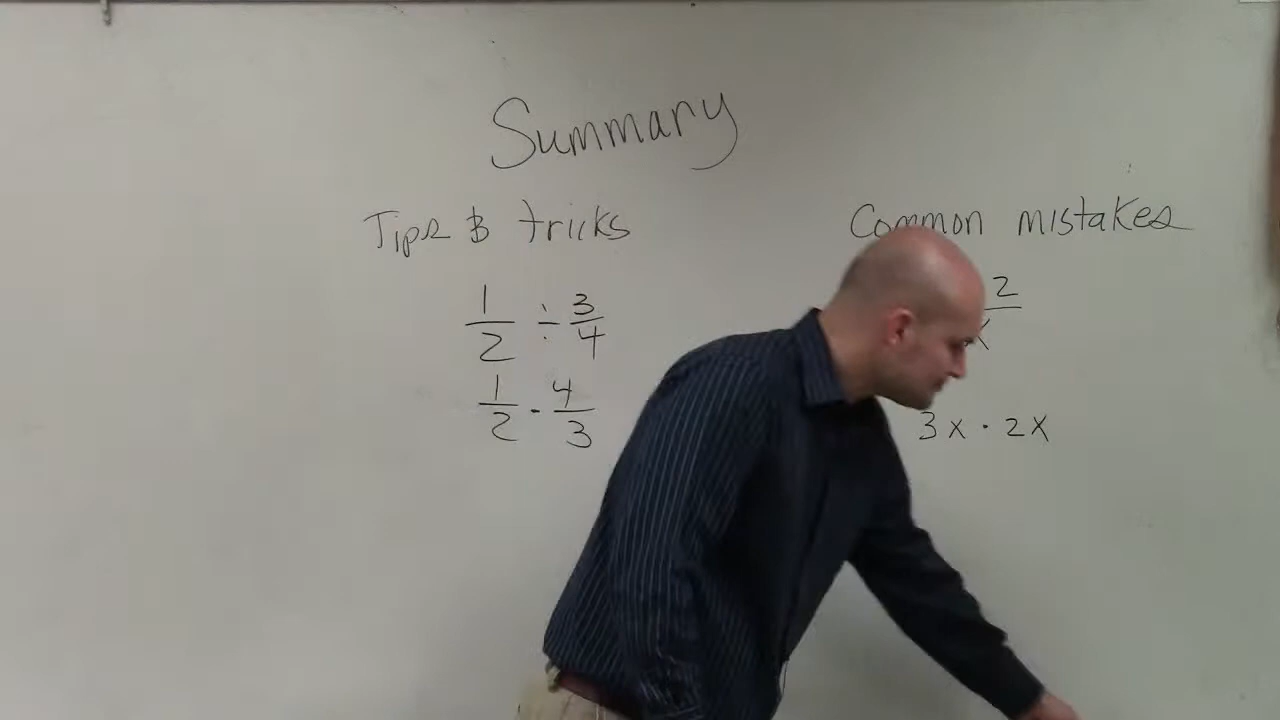 Summary
Tips & tricks
Common mistakes
1/2 ÷ 3/4
1/2 · 4/3
2/x
3x · 2x